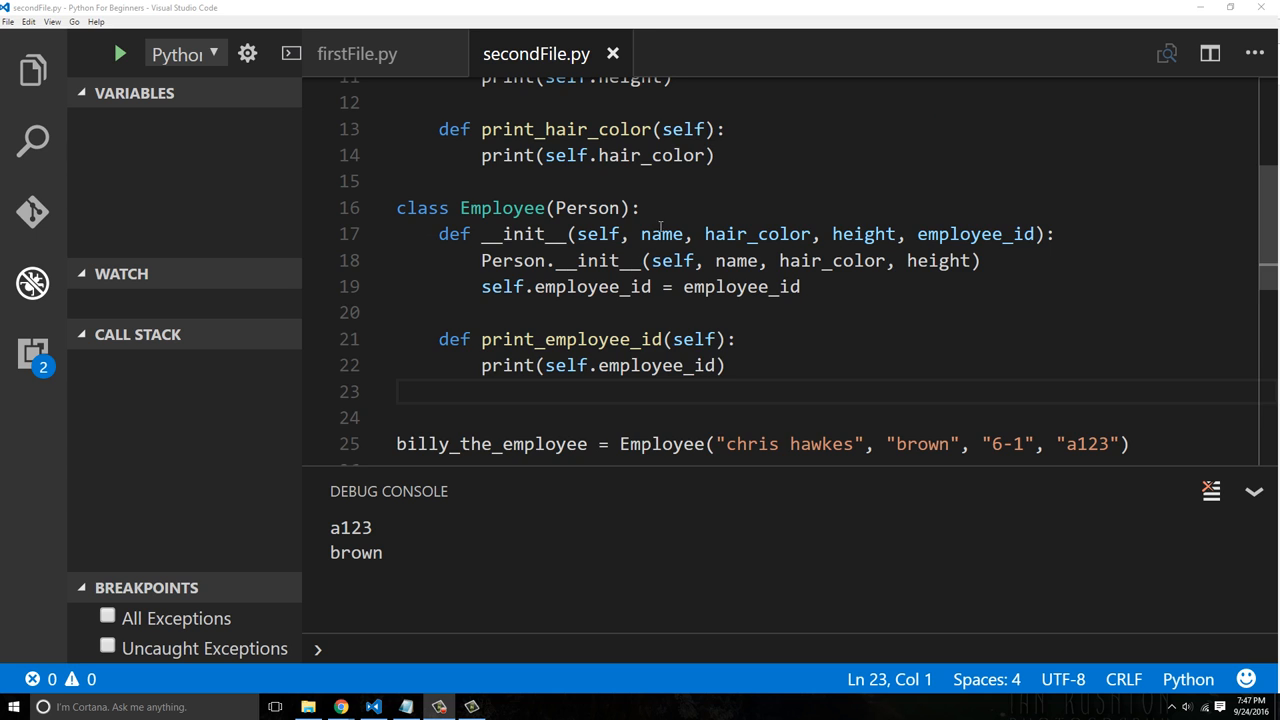 secondFile.py - Python For Beginners - Visual Studio Code
File Edit View Go Help
Pythor
firstFile.py
secondFile.py
VARIABLES
WATCH
CALL STACK
2
BREAKPOINTS
All Exceptions
Uncaught Exceptions
11 print(self.height)
12
13 def print_hair_color(self):
14 print(self.hair_color)
15
16 class Employee(Person):
17 def __init__(self, name, hair_color, height, employee_id):
18 Person.__init__(self, name, hair_color, height)
19 self.employee_id = employee_id
20
21 def print_employee_id(self):
22 print(self.employee_id)
23
24
25 billy_the_employee = Employee("chris hawkes", "brown", "6-1", "a123")
DEBUG CONSOLE
a123
brown
0 0 Ln 23, Col 1 Spaces: 4 UTF-8 CRLF Python
I'm Cortana. Ask me anything.
IAN RUSHTON
7:47 PM
9/24/2016